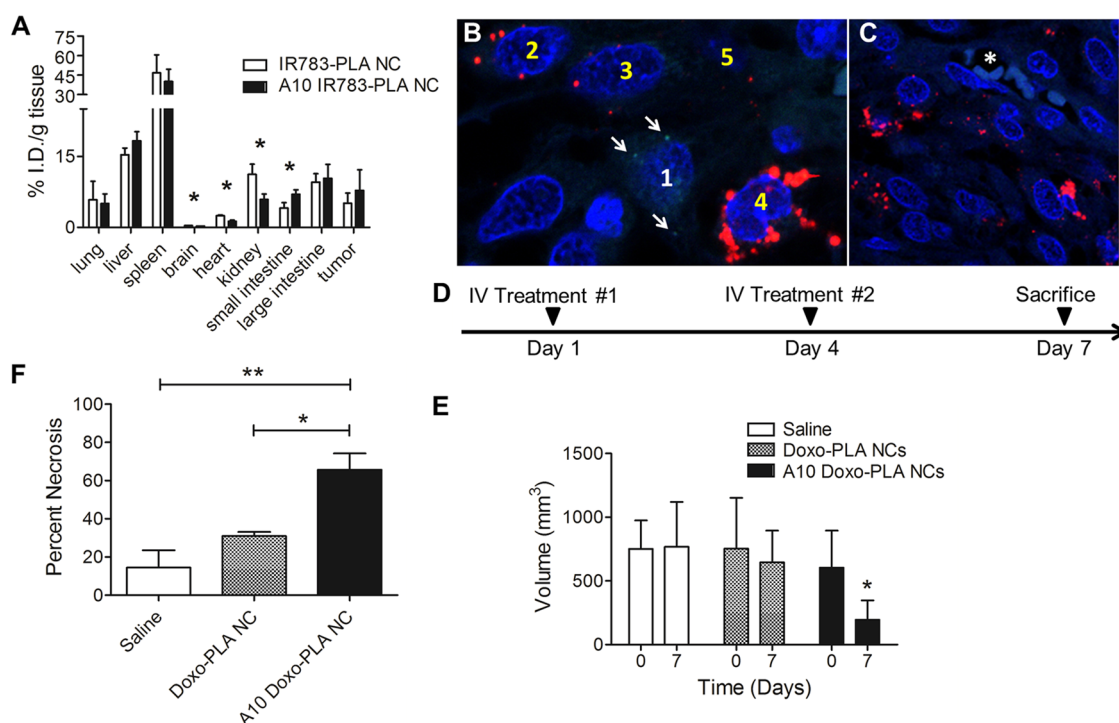 A
% I.D./g tissue
75
60
45
30
15
0
IR783-PLA NC
A10 IR783-PLA NC
*
*
*
*
lung
liver
spleen
brain
heart
kidney
small intestine
large intestine
tumor
B
2
3
5
1
4
C
*
D
IV Treatment #1
IV Treatment #2
Sacrifice
Day 1
Day 4
Day 7
F
**
*
Percent Necrosis
100
80
60
40
20
0
Saline
Doxo-PLA NC
A10 Doxo-PLA NC
E
Saline
Doxo-PLA NCs
A10 Doxo-PLA NCs
Volume (mm³)
1500
1000
500
0
*
0 7 0 7 0 7
Time (Days)